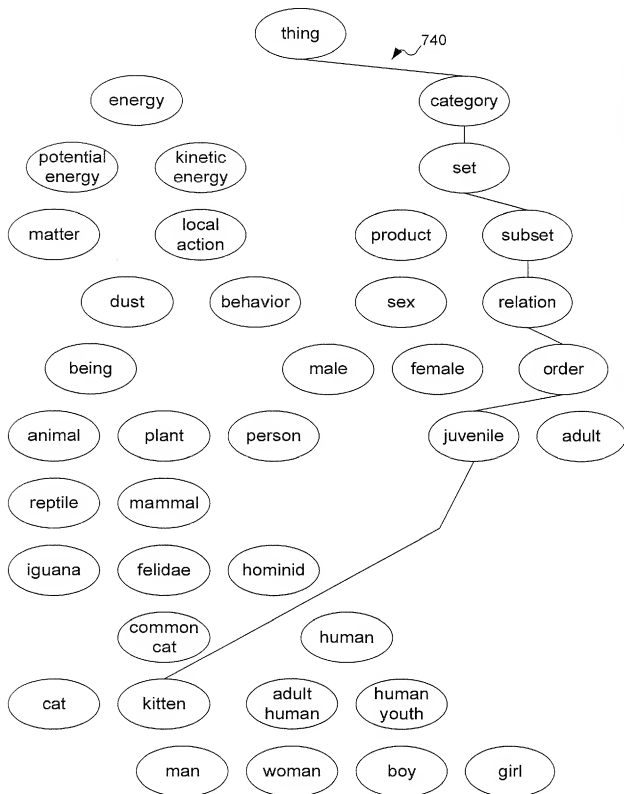 thing
740
energy
category
potential
energy
kinetic
energy
set
matter
local
action
product
subset
dust
behavior
sex
relation
being
male
female
order
animal
plant
person
juvenile
adult
reptile
mammal
iguana
felidae
hominid
common
cat
human
cat
kitten
adult
human
human
youth
man
woman
boy
girl